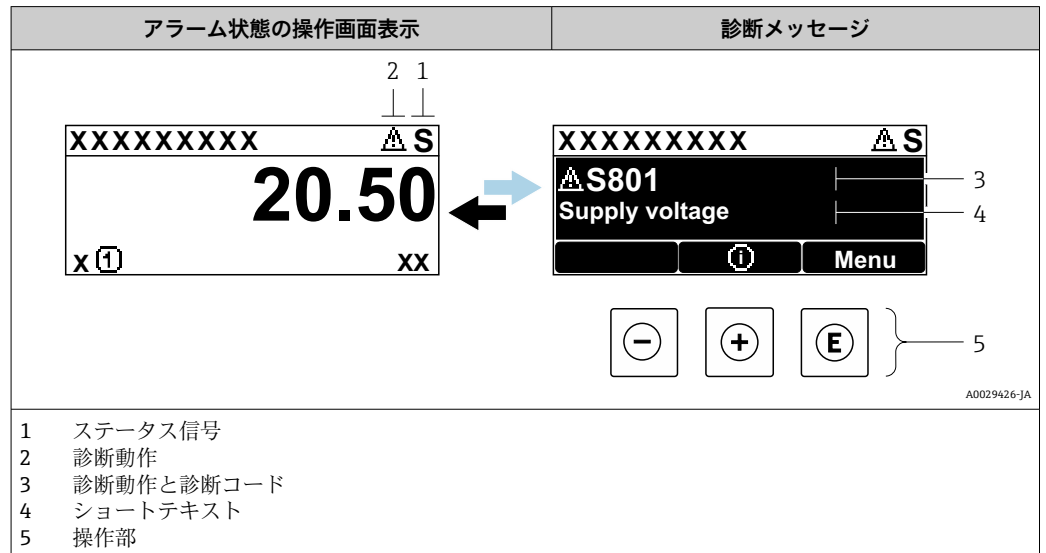 アラーム状態の操作画面表示
診断メッセージ
2 1
XXXXXXXXX ⚠ S
20.50
x ① xx
XXXXXXXXX ⚠ S
⚠S801
Supply voltage
ⓘ Menu
3
4
− + E
5
A0029426-JA
1 ステータス信号
2 診断動作
3 診断動作と診断コード
4 ショートテキスト
5 操作部